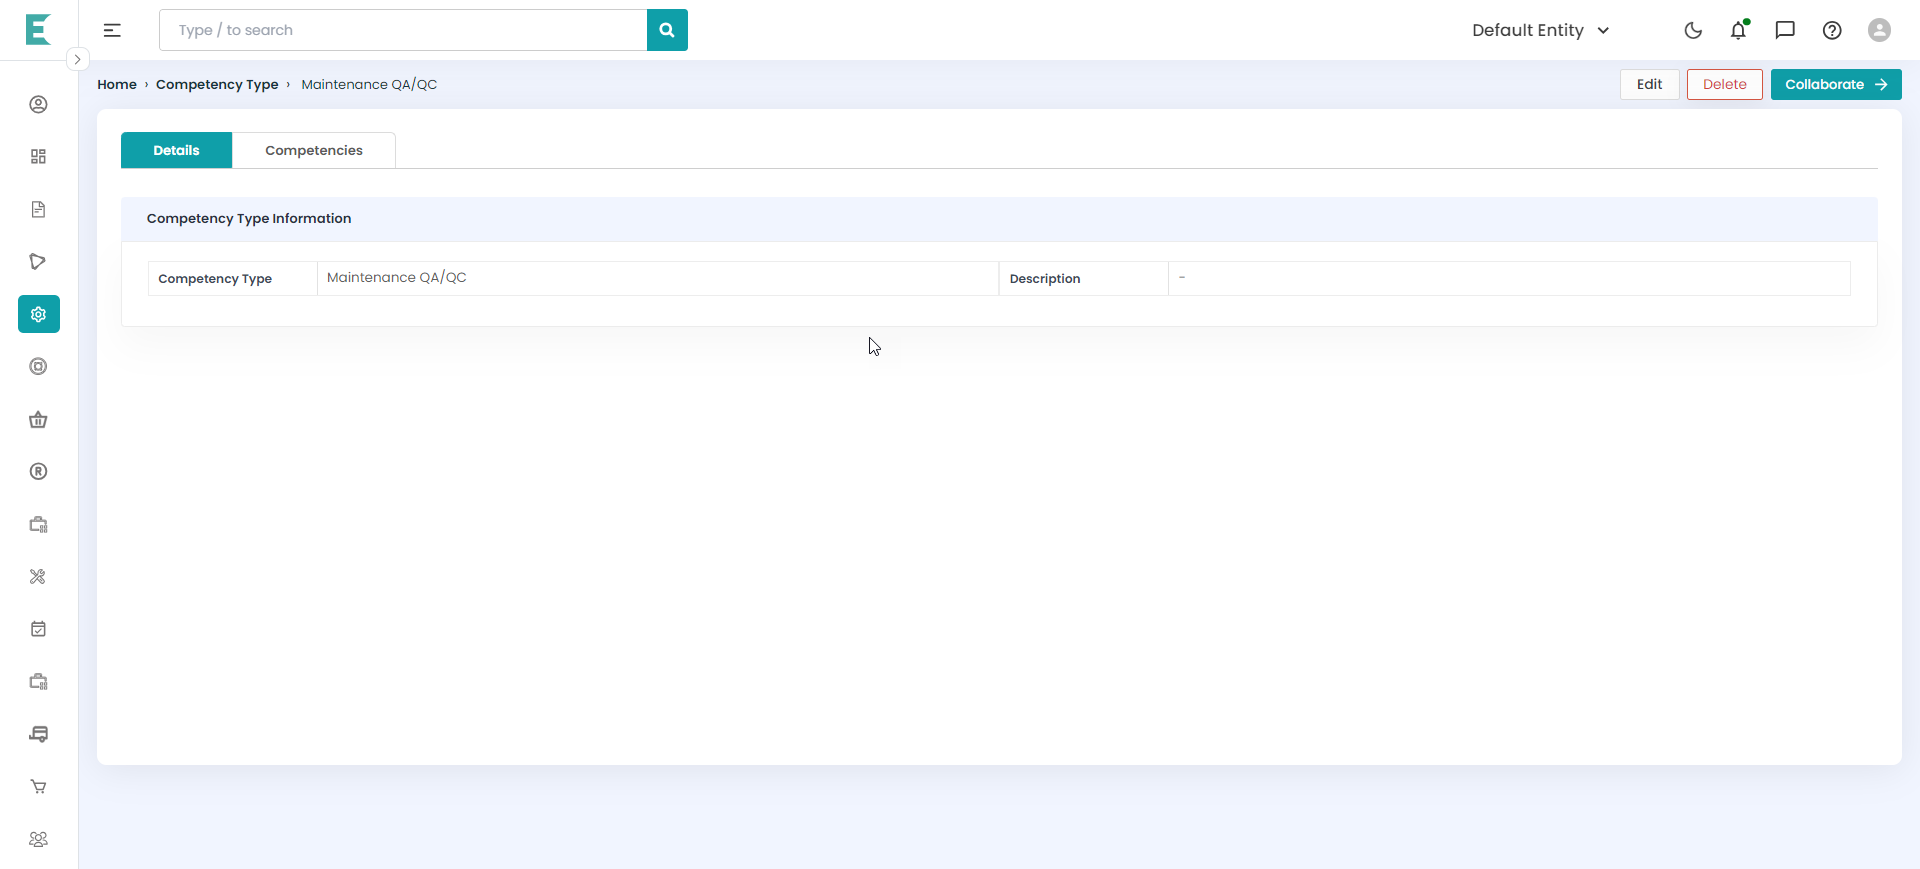 Type / to search
Default Entity
Home › Competency Type › Maintenance QA/QC
Edit
Delete
Collaborate
Details
Competencies
Competency Type Information
Competency Type
Maintenance QA/QC
Description
-